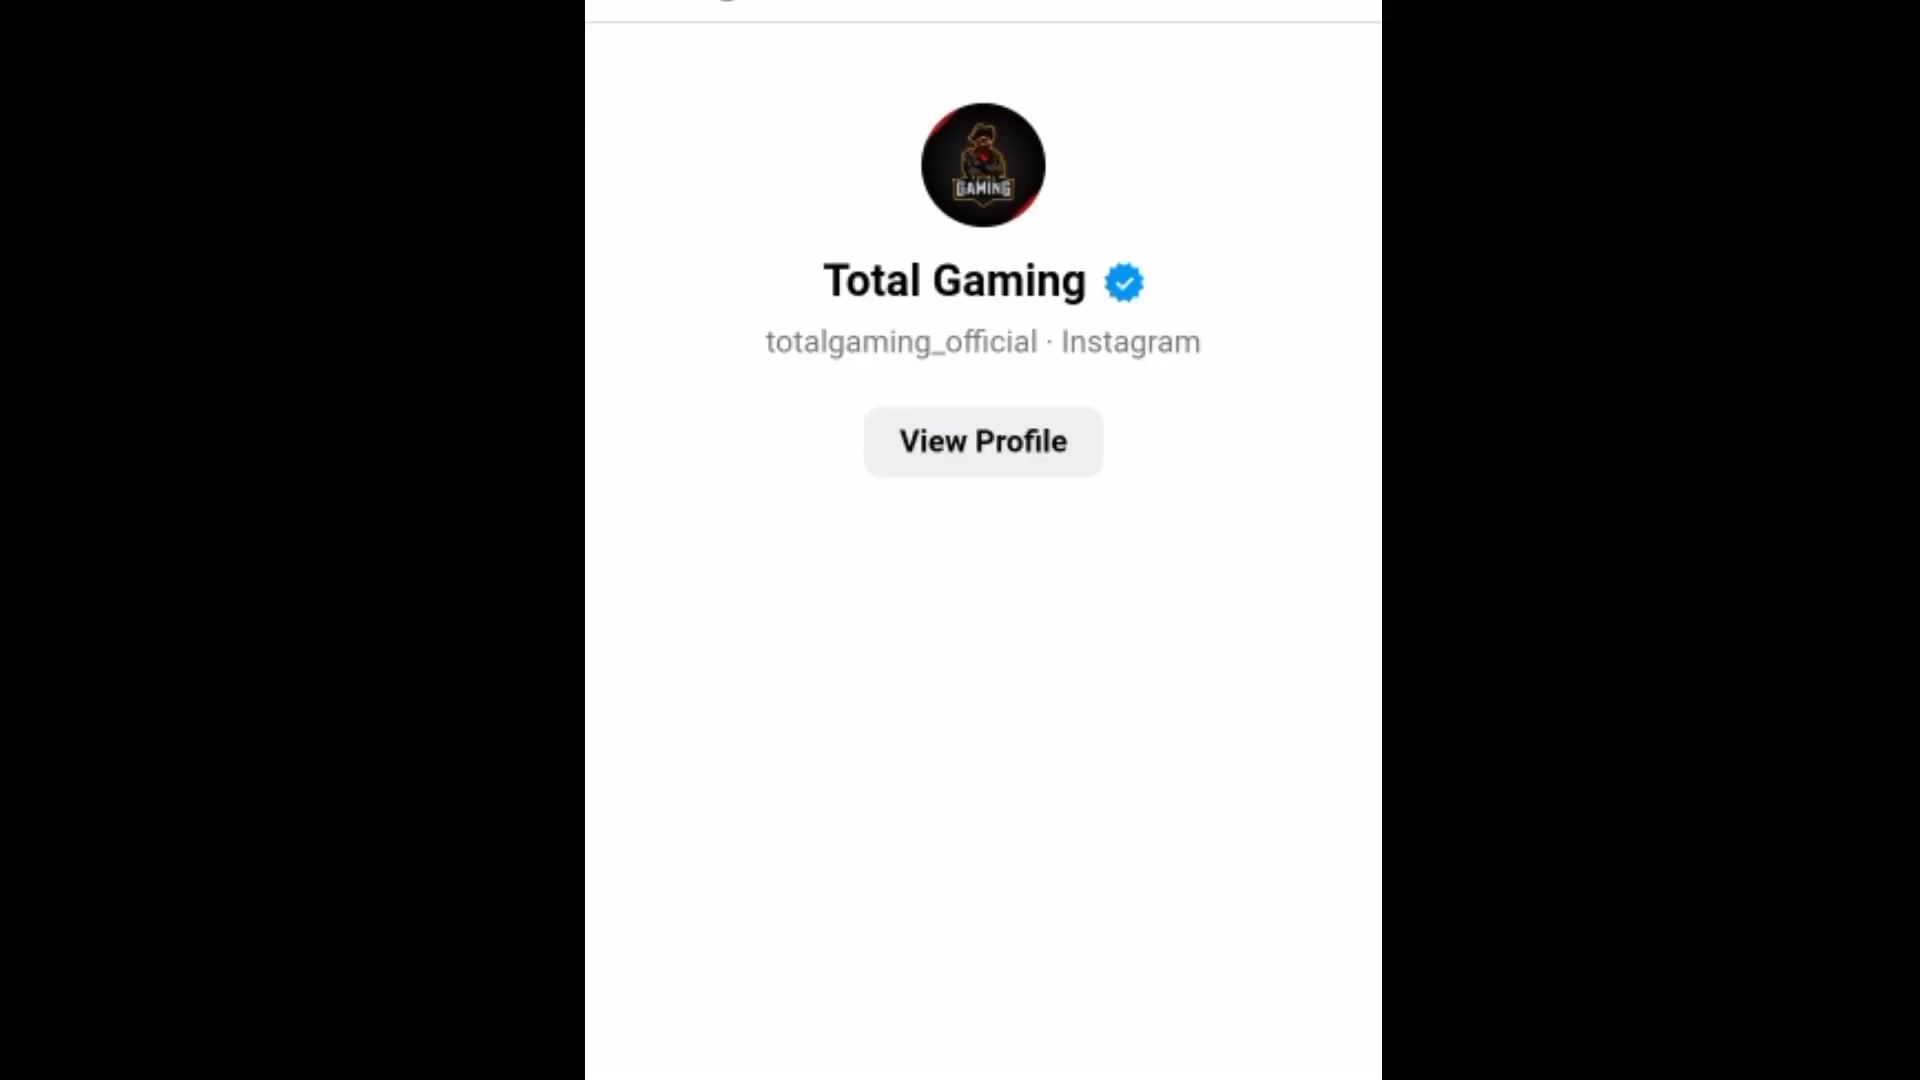 GAMING
Total Gaming
totalgaming_official · Instagram
View Profile